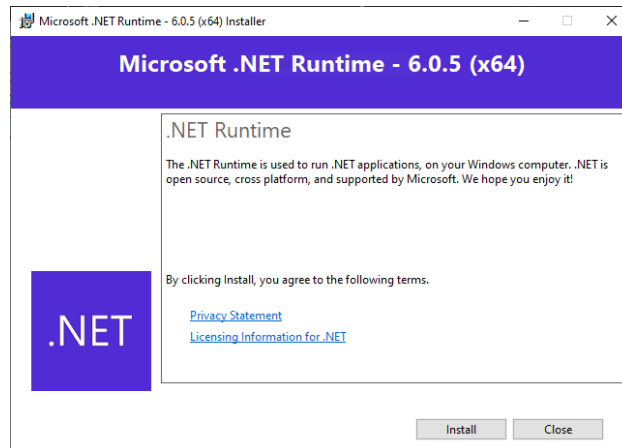 Microsoft .NET Runtime - 6.0.5 (x64) Installer
Microsoft .NET Runtime - 6.0.5 (x64)
.NET Runtime
The .NET Runtime is used to run .NET applications, on your Windows computer. .NET is
open source, cross platform, and supported by Microsoft. We hope you enjoy it!
By clicking Install, you agree to the following terms.
Privacy Statement
Licensing Information for .NET
.NET
Install
Close